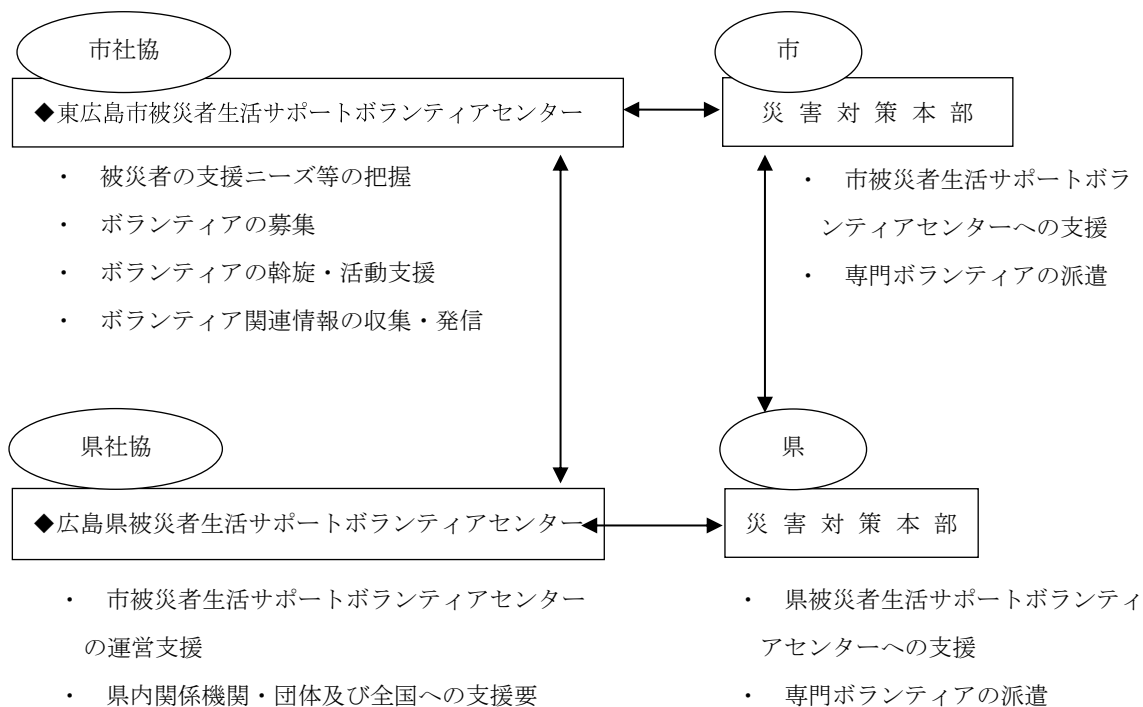 市社協
◆東広島市被災者生活サポートボランティアセンター
・ 被災者の支援ニーズ等の把握
・ ボランティアの募集
・ ボランティアの斡旋・活動支援
・ ボランティア関連情報の収集・発信
市
災 害 対 策 本 部
・ 市被災者生活サポートボラ
ンティアセンターへの支援
・ 専門ボランティアの派遣
県社協
◆広島県被災者生活サポートボランティアセンター
・ 市被災者生活サポートボランティアセンター
の運営支援
・ 県内関係機関・団体及び全国への支援要
県
災 害 対 策 本 部
・ 県被災者生活サポートボランティ
アセンターへの支援
・ 専門ボランティアの派遣